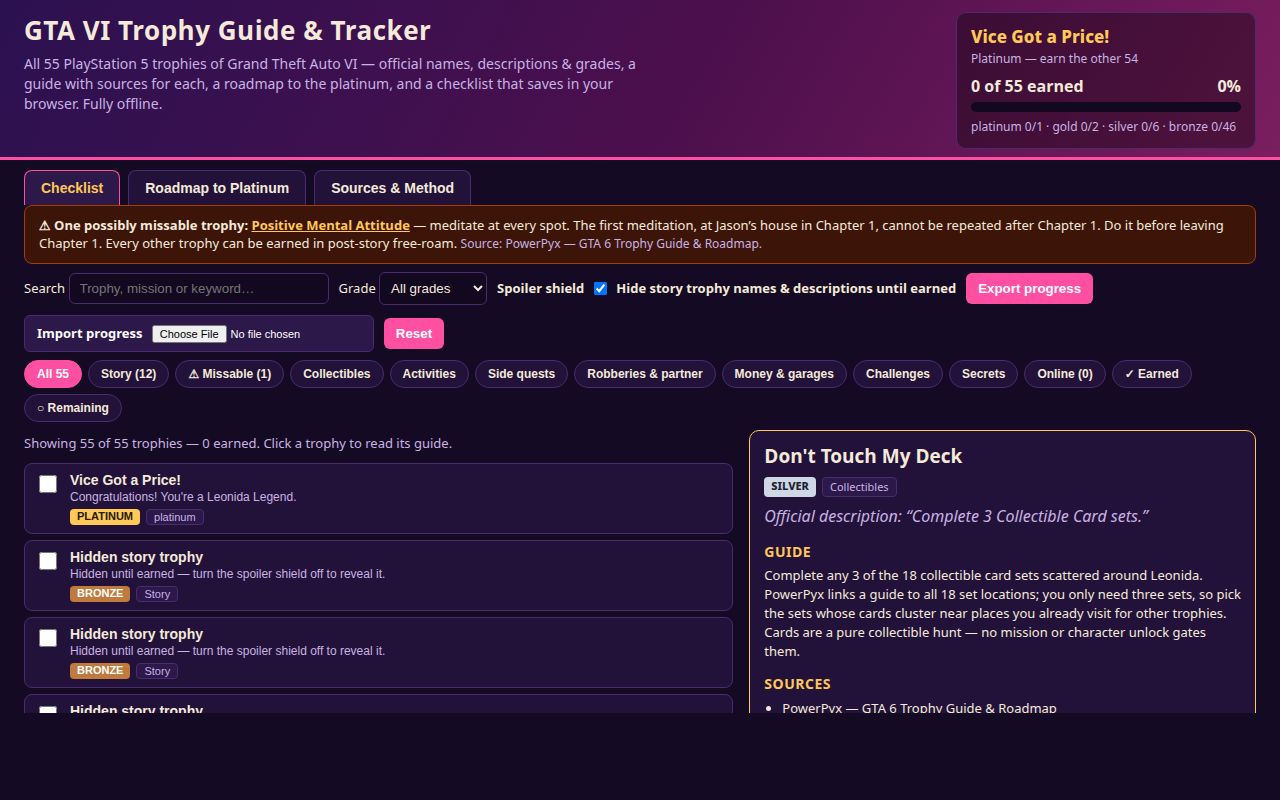 GTA VI Trophy Guide & Tracker
All 55 PlayStation 5 trophies of Grand Theft Auto VI — official names, descriptions & grades, a
guide with sources for each, a roadmap to the platinum, and a checklist that saves in your
browser. Fully offline.
Vice Got a Price!
Platinum — earn the other 54
0 of 55 earned 0%
platinum 0/1 · gold 0/2 · silver 0/6 · bronze 0/46
Checklist Roadmap to Platinum Sources & Method
⚠ One possibly missable trophy: Positive Mental Attitude — meditate at every spot. The first meditation, at Jason’s house in Chapter 1, cannot be repeated after Chapter 1. Do it before leaving
Chapter 1. Every other trophy can be earned in post-story free-roam. Source: PowerPyx — GTA 6 Trophy Guide & Roadmap.
Search Trophy, mission or keyword… Grade All grades Spoiler shield Hide story trophy names & descriptions until earned Export progress
Import progress Choose File No file chosen Reset
All 55 Story (12) ⚠ Missable (1) Collectibles Activities Side quests Robberies & partner Money & garages Challenges Secrets Online (0) ✓ Earned
○ Remaining
Showing 55 of 55 trophies — 0 earned. Click a trophy to read its guide.
Vice Got a Price!
Congratulations! You're a Leonida Legend.
PLATINUM platinum
Hidden story trophy
Hidden until earned — turn the spoiler shield off to reveal it.
BRONZE Story
Hidden story trophy
Hidden until earned — turn the spoiler shield off to reveal it.
BRONZE Story
Hidden story trophy
Don't Touch My Deck
SILVER Collectibles
Official description: “Complete 3 Collectible Card sets.”
GUIDE
Complete any 3 of the 18 collectible card sets scattered around Leonida.
PowerPyx links a guide to all 18 set locations; you only need three sets, so pick
the sets whose cards cluster near places you already visit for other trophies.
Cards are a pure collectible hunt — no mission or character unlock gates
them.
SOURCES
• PowerPyx — GTA 6 Trophy Guide & Roadmap